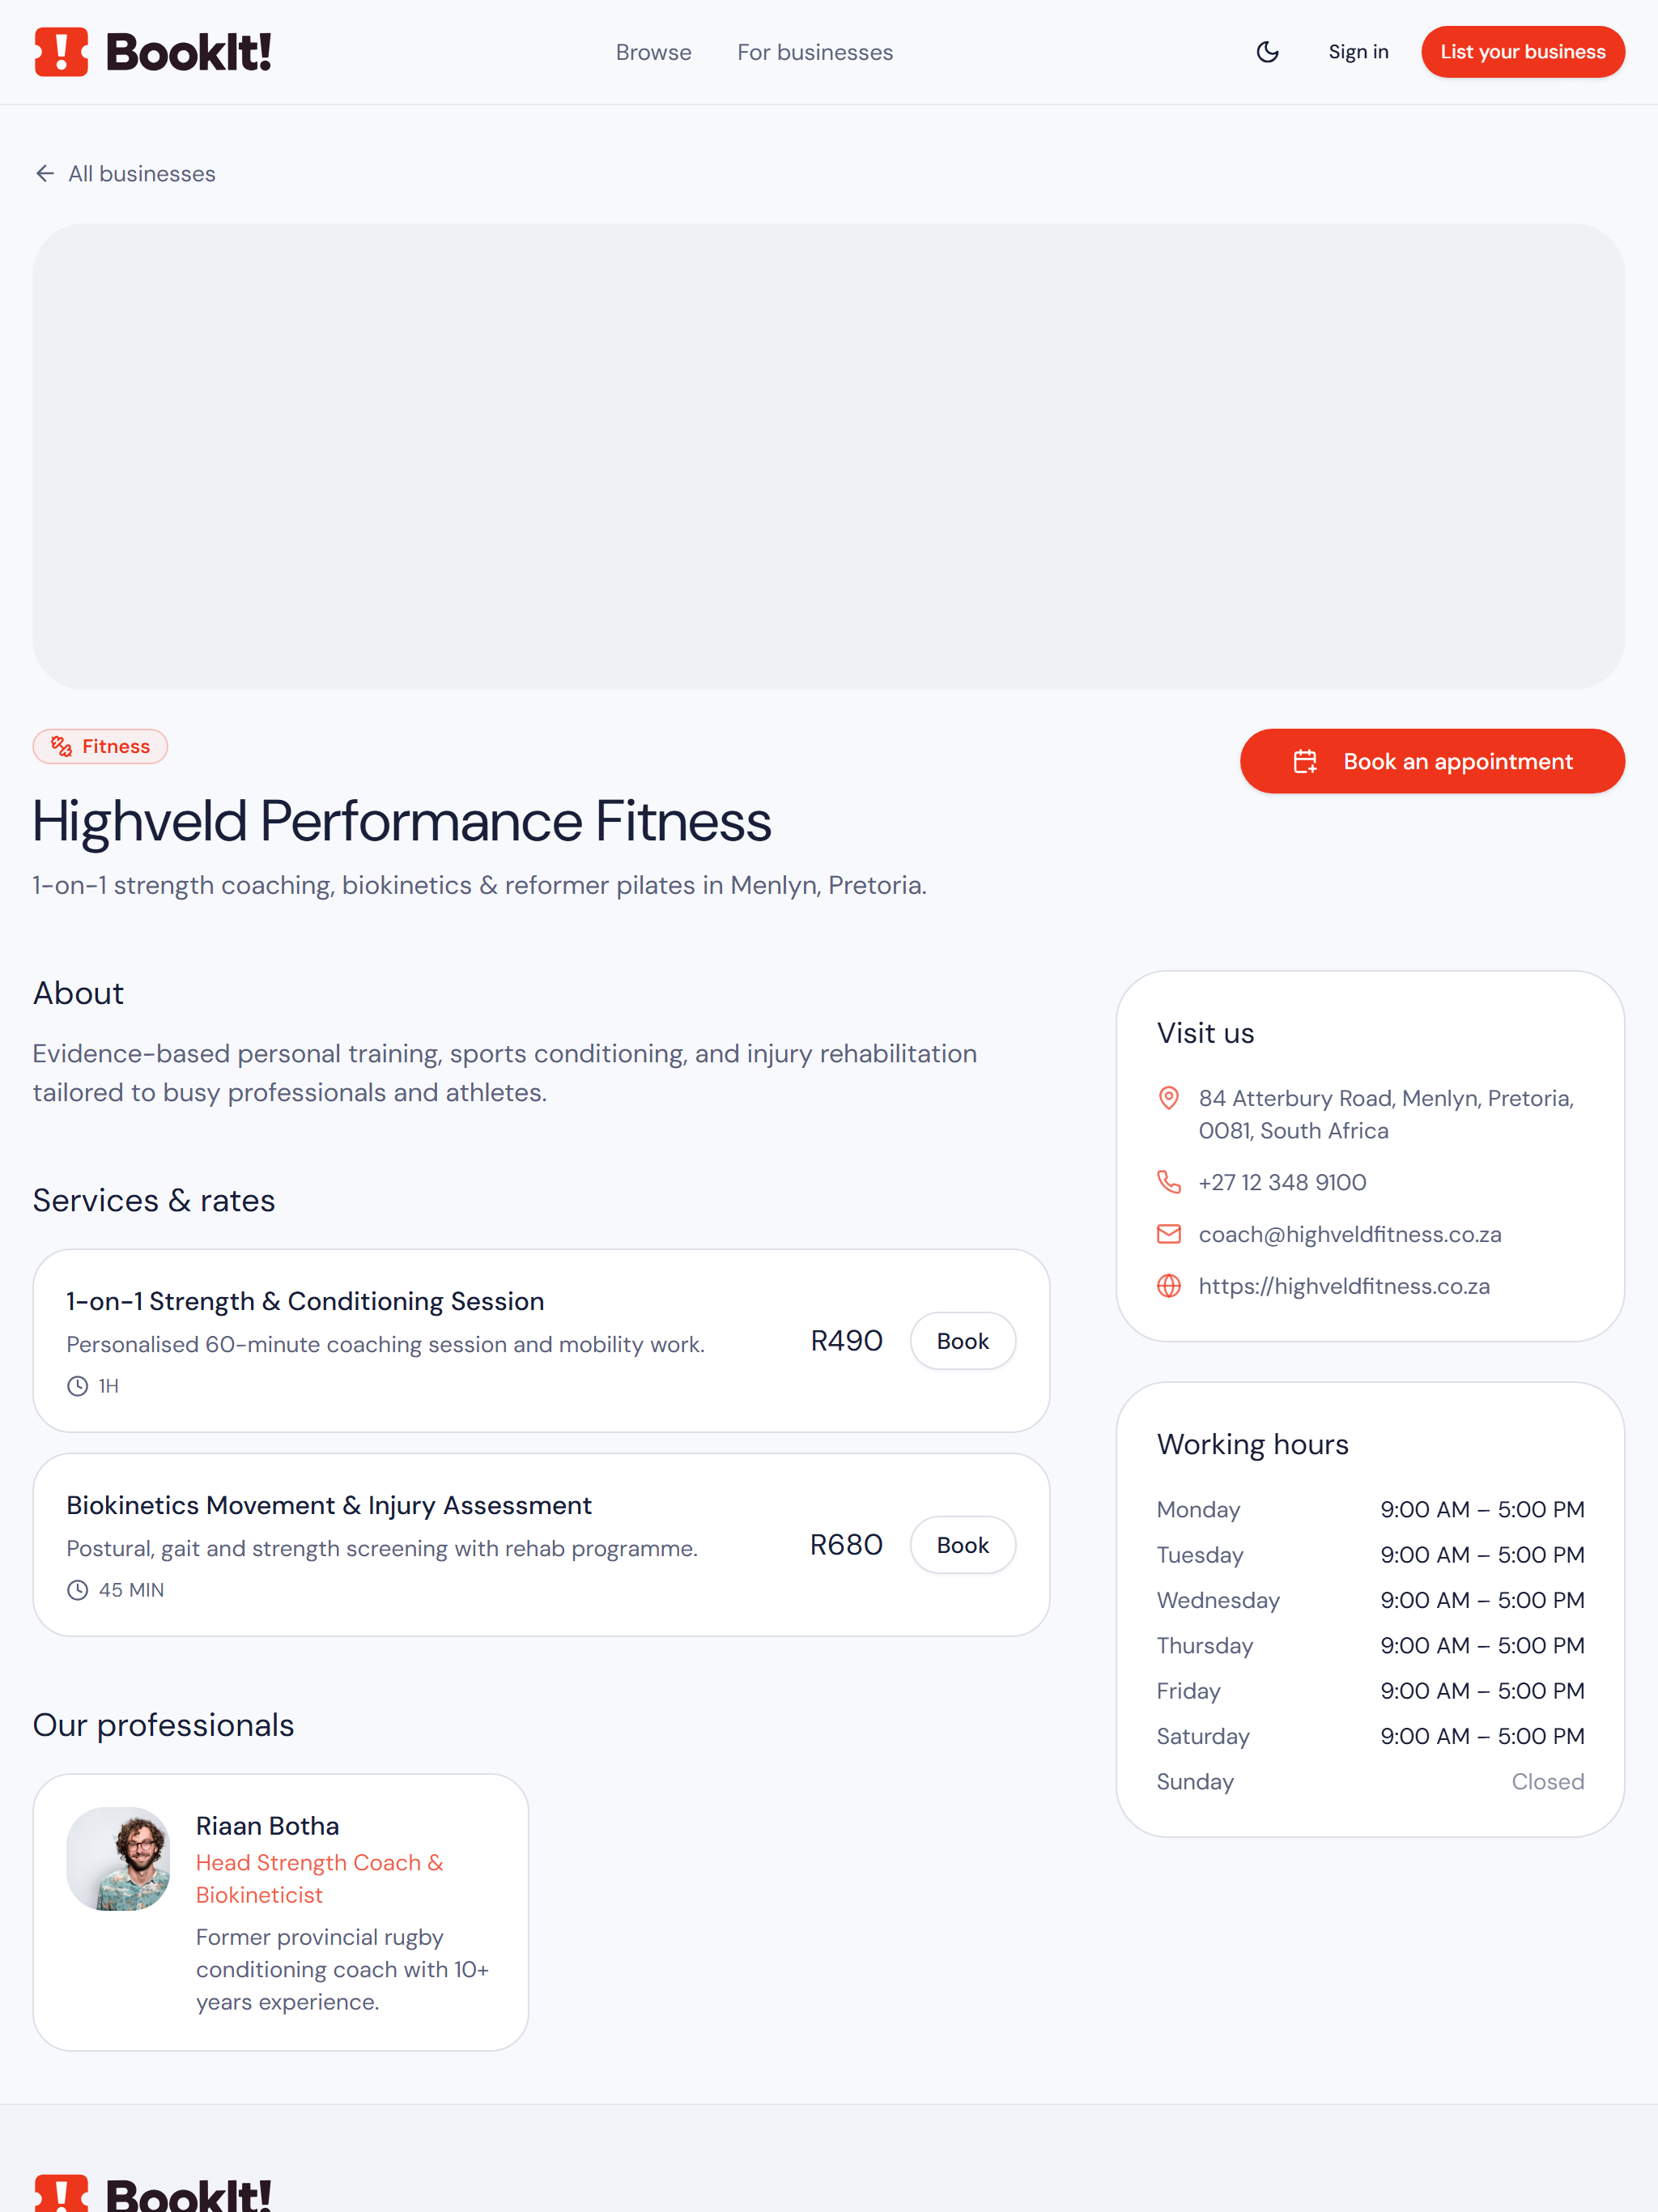 BookIt!
Browse
For businesses
Sign in
List your business
All businesses
Fitness
Book an appointment
Highveld Performance Fitness
1-on-1 strength coaching, biokinetics & reformer pilates in Menlyn, Pretoria.
About
Evidence-based personal training, sports conditioning, and injury rehabilitation
tailored to busy professionals and athletes.
Services & rates
1-on-1 Strength & Conditioning Session
Personalised 60-minute coaching session and mobility work.
1H
R490
Book
Biokinetics Movement & Injury Assessment
Postural, gait and strength screening with rehab programme.
45 MIN
R680
Book
Our professionals
Riaan Botha
Head Strength Coach &
Biokineticist
Former provincial rugby
conditioning coach with 10+
years experience.
Visit us
84 Atterbury Road, Menlyn, Pretoria,
0081, South Africa
+27 12 348 9100
coach@highveldfitness.co.za
https://highveldfitness.co.za
Working hours
Monday 9:00 AM – 5:00 PM
Tuesday 9:00 AM – 5:00 PM
Wednesday 9:00 AM – 5:00 PM
Thursday 9:00 AM – 5:00 PM
Friday 9:00 AM – 5:00 PM
Saturday 9:00 AM – 5:00 PM
Sunday Closed
BookIt!